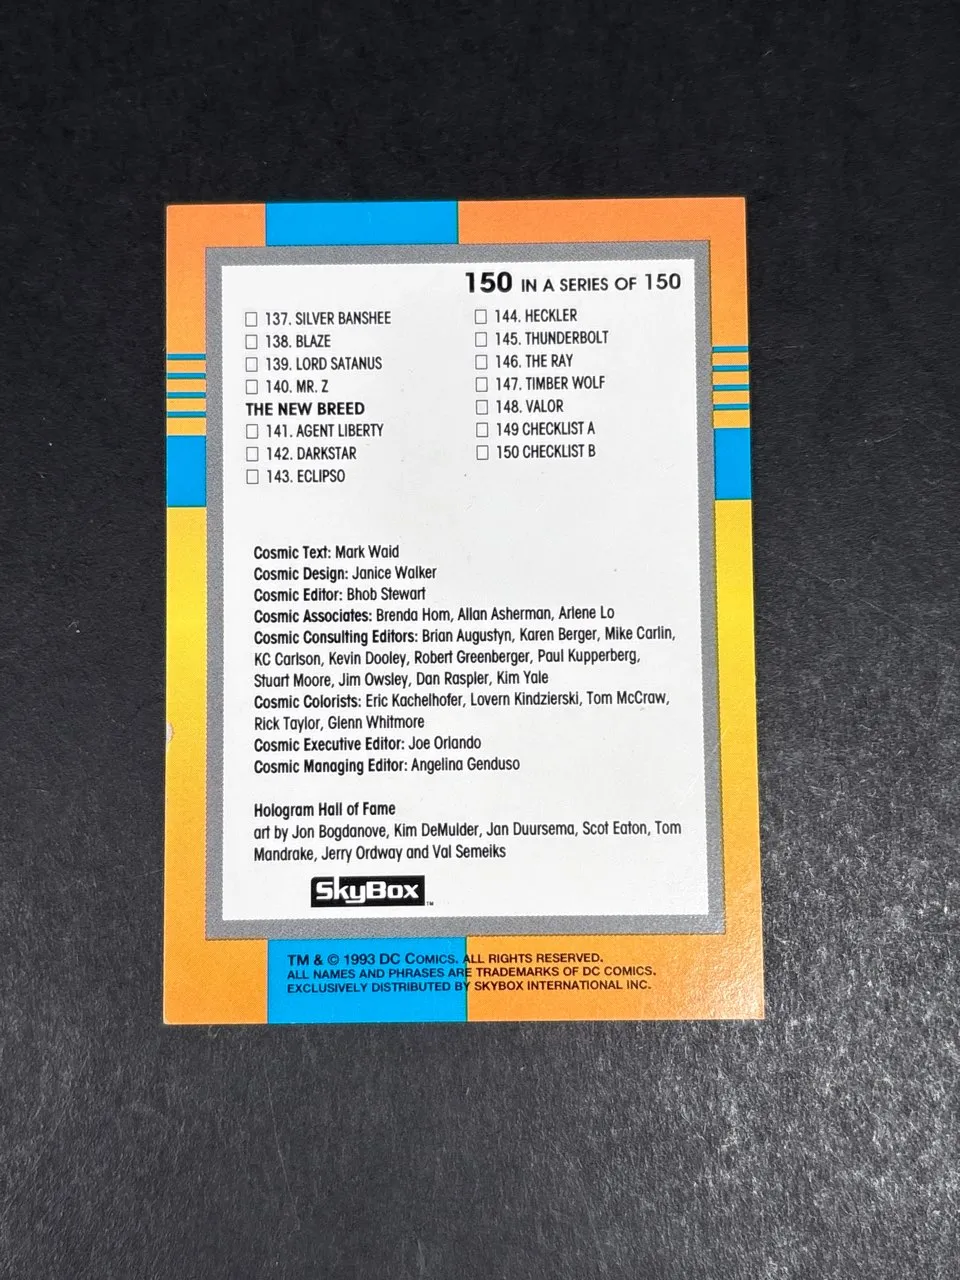 150 IN A SERIES OF 150
137. SILVER BANSHEE
138. BLAZE
139. LORD SATANUS
140. MR. Z
THE NEW BREED
141. AGENT LIBERTY
142. DARKSTAR
143. ECLIPSO
144. HECKLER
145. THUNDERBOLT
146. THE RAY
147. TIMBER WOLF
148. VALOR
149 CHECKLIST A
150 CHECKLIST B
Cosmic Text: Mark Waid
Cosmic Design: Janice Walker
Cosmic Editor: Bhob Stewart
Cosmic Associates: Brenda Hom, Allan Asherman, Arlene Lo
Cosmic Consulting Editors: Brian Augustyn, Karen Berger, Mike Carlin,
KC Carlson, Kevin Dooley, Robert Greenberger, Paul Kupperberg,
Stuart Moore, Jim Owsley, Dan Raspler, Kim Yale
Cosmic Colorists: Eric Kachelhofer, Lovern Kindzierski, Tom McCraw,
Rick Taylor, Glenn Whitmore
Cosmic Executive Editor: Joe Orlando
Cosmic Managing Editor: Angelina Genduso
Hologram Hall of Fame
art by Jon Bogdanove, Kim DeMulder, Jan Duursema, Scot Eaton, Tom
Mandrake, Jerry Ordway and Val Semeiks
SkyBox™
TM & © 1993 DC COMICS. ALL RIGHTS RESERVED.
ALL NAMES AND PHRASES ARE TRADEMARKS OF DC COMICS.
EXCLUSIVELY DISTRIBUTED BY SKYBOX INTERNATIONAL INC.